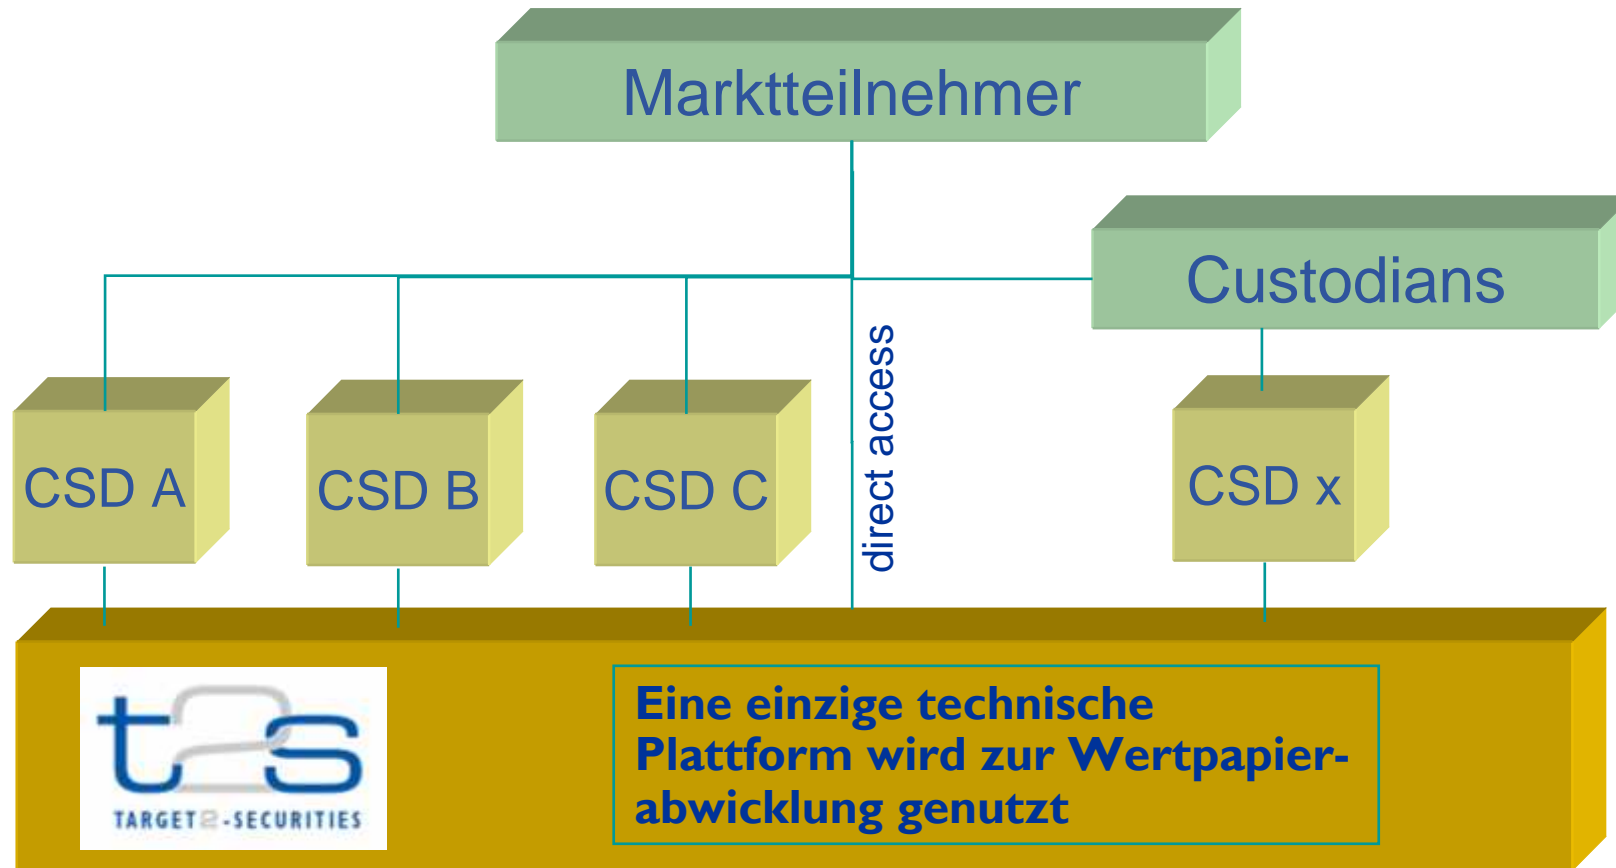 Marktteilnehmer
Custodians
direct access
CSD A
CSD B
CSD C
CSD x
t2s
TARGET2-SECURITIES
Eine einzige technische
Plattform wird zur Wertpapier-
abwicklung genutzt